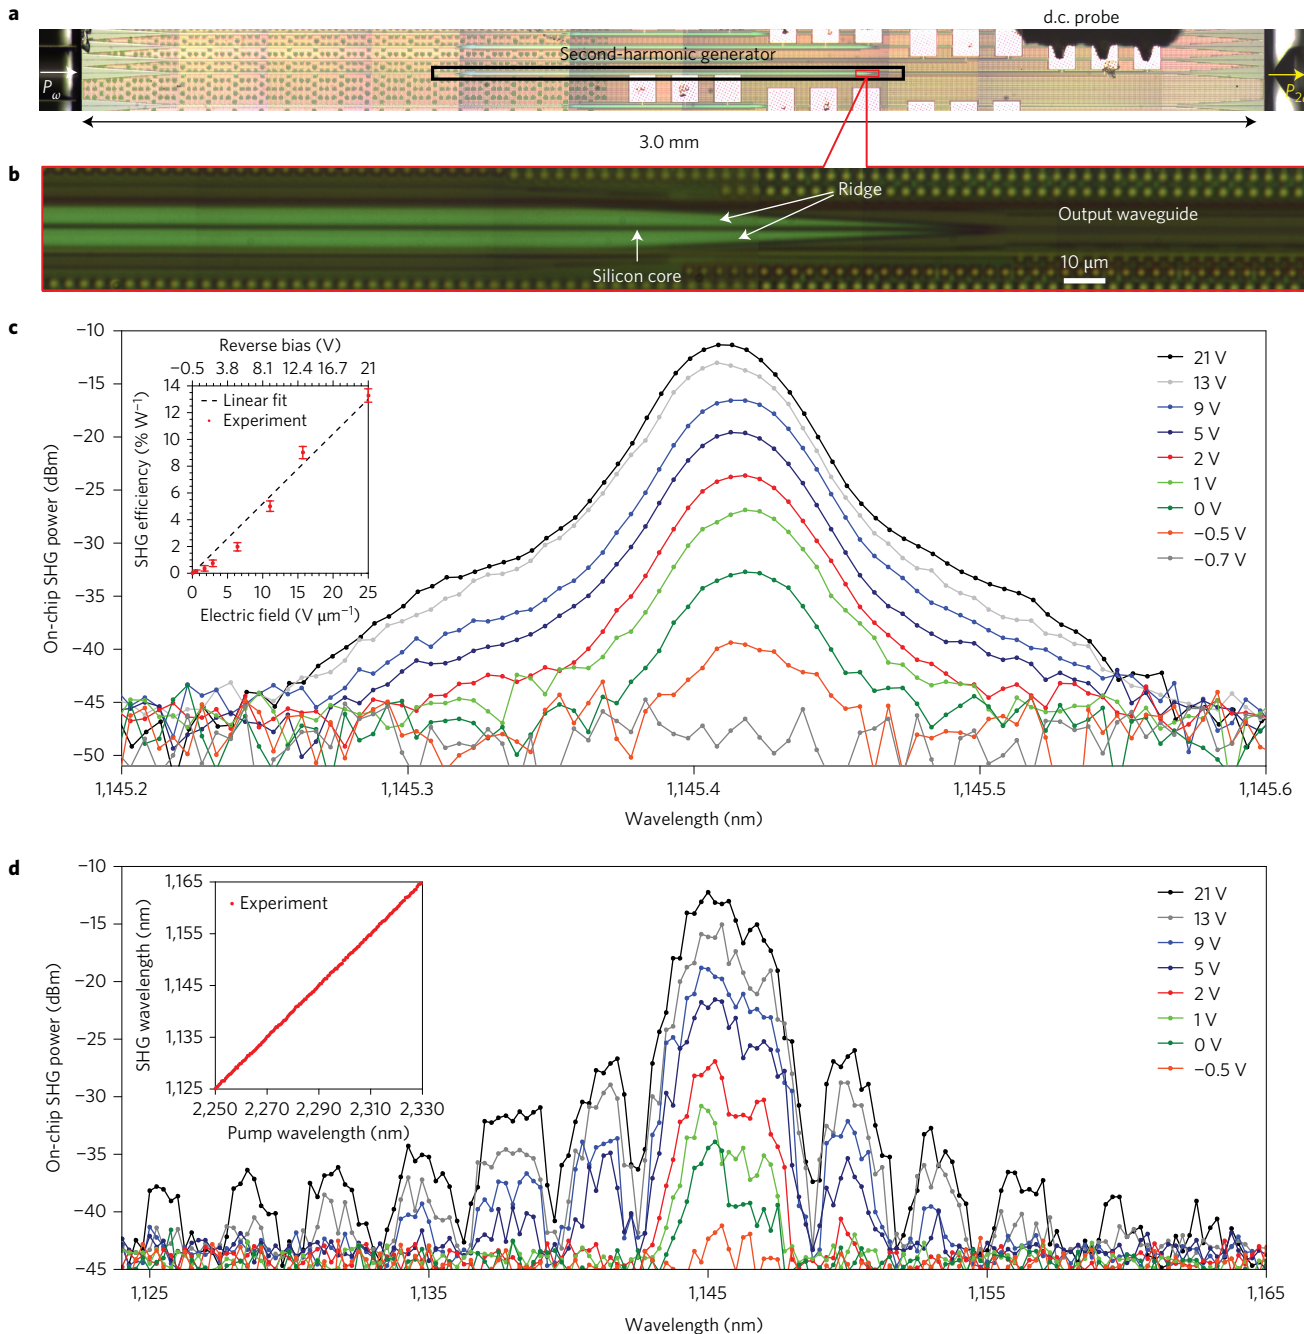 a
d.c. probe
Second-harmonic generator
Pω
P2ω
3.0 mm
b
Ridge
Output waveguide
Silicon core
10 μm
c
−10
−15
−20
−25
−30
−35
−40
−45
−50
On-chip SHG power (dBm)
1,145.2 1,145.3 1,145.4 1,145.5 1,145.6
Wavelength (nm)
Reverse bias (V)
−0.5 3.8 8.1 12.4 16.7 21
14
12
10
8
6
4
2
0
SHG efficiency (% W⁻¹)
Linear fit
Experiment
0 5 10 15 20 25
Electric field (V μm⁻¹)
21 V
13 V
9 V
5 V
2 V
1 V
0 V
−0.5 V
−0.7 V
d
−10
−15
−20
−25
−30
−35
−40
−45
On-chip SHG power (dBm)
1,125 1,135 1,145 1,155 1,165
Wavelength (nm)
1,165
1,155
1,145
1,135
1,125
SHG wavelength (nm)
Experiment
2,250 2,270 2,290 2,310 2,330
Pump wavelength (nm)
21 V
13 V
9 V
5 V
2 V
1 V
0 V
−0.5 V